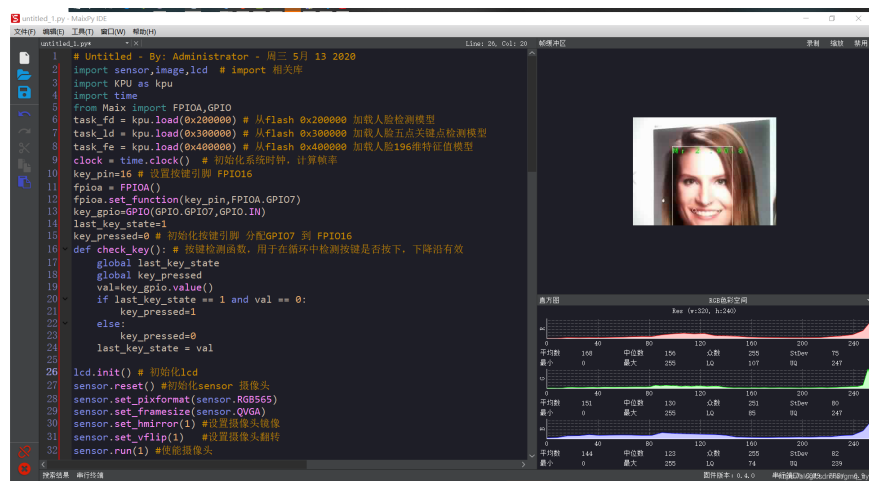 untitled_1.py - MaixPy IDE
文件(F) 编辑(E) 工具(T) 窗口(W) 帮助(H)
untitled_1.py* Line: 26, Col: 20 帧缓冲区 录制 缩放 禁用
1 # Untitled - By: Administrator - 周三 5月 13 2020
2 import sensor,image,lcd # import 相关库
3 import KPU as kpu
4 import time
5 from Maix import FPIOA,GPIO
6 task_fd = kpu.load(0x200000) # 从flash 0x200000 加载人脸检测模型
7 task_ld = kpu.load(0x300000) # 从flash 0x300000 加载人脸五点关键点检测模型
8 task_fe = kpu.load(0x400000) # 从flash 0x400000 加载人脸196维特征值模型
9 clock = time.clock() # 初始化系统时钟，计算帧率
10 key_pin=16 # 设置按键引脚 FPIO16
11 fpioa = FPIOA()
12 fpioa.set_function(key_pin,FPIOA.GPIO7)
13 key_gpio=GPIO(GPIO.GPIO7,GPIO.IN)
14 last_key_state=1
15 key_pressed=0 # 初始化按键引脚 分配GPIO7 到 FPIO16
16 def check_key(): # 按键检测函数，用于在循环中检测按键是否按下，下降沿有效
17 global last_key_state
18 global key_pressed
19 val=key_gpio.value()
20 if last_key_state == 1 and val == 0:
21 key_pressed=1
22 else:
23 key_pressed=0
24 last_key_state = val
25
26 lcd.init() # 初始化lcd
27 sensor.reset() #初始化sensor 摄像头
28 sensor.set_pixformat(sensor.RGB565)
29 sensor.set_framesize(sensor.QVGA)
30 sensor.set_hmirror(1) #设置摄像头镜像
31 sensor.set_vflip(1) #设置摄像头翻转
32 sensor.run(1) #使能摄像头
直方图 RGB色彩空间
Res (w:320, h:240)
R
0 40 80 120 160 200 240
平均数 168 中位数 156 众数 255 StDev 75
最小 0 最大 255 LQ 107 UQ 247
G
0 40 80 120 160 200 240
平均数 151 中位数 130 众数 251 StDev 80
最小 0 最大 255 LQ 85 UQ 247
B
0 40 80 120 160 200 240
平均数 144 中位数 123 众数 255 StDev 82
最小 0 最大 255 LQ 74 UQ 239
搜索结果 串行终端 固件版本: 0.4.0